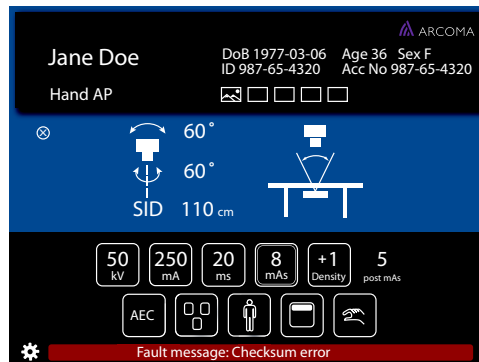 ARCOMA
Jane Doe
DoB 1977-03-06 Age 36 Sex F
ID 987-65-4320 Acc No 987-65-4320
Hand AP
60°
60°
SID 110 cm
50 kV
250 mA
20 ms
8 mAs
+1 Density
5 post mAs
AEC
Fault message: Checksum error